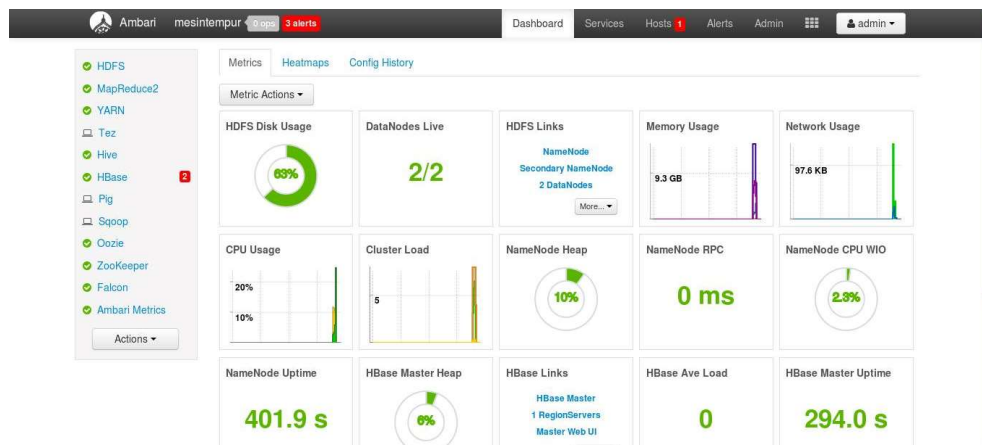 Ambari mesintempur 0 ops 3 alerts Dashboard Services Hosts 1 Alerts Admin admin
HDFS
MapReduce2
YARN
Tez
Hive
HBase 2
Pig
Sqoop
Oozie
ZooKeeper
Falcon
Ambari Metrics
Actions
Metrics Heatmaps Config History
Metric Actions
HDFS Disk Usage
63%
DataNodes Live
2/2
HDFS Links
NameNode
Secondary NameNode
2 DataNodes
More...
Memory Usage
9.3 GB
Network Usage
97.6 KB
CPU Usage
20%
10%
Cluster Load
5
NameNode Heap
10%
NameNode RPC
0 ms
NameNode CPU WIO
2.3%
NameNode Uptime
401.9 s
HBase Master Heap
6%
HBase Links
HBase Master
1 RegionServers
Master Web UI
HBase Ave Load
0
HBase Master Uptime
294.0 s